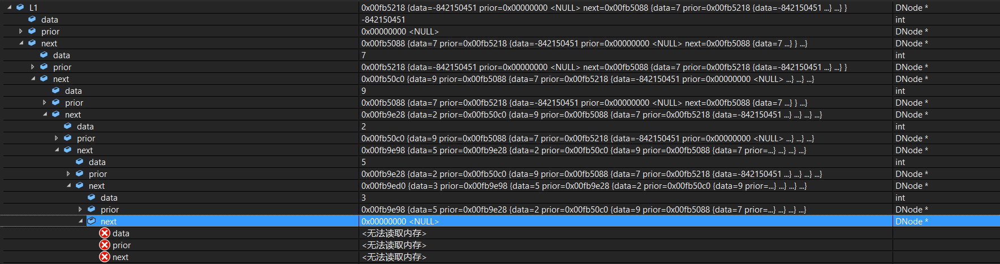 L1 0x00fb5218 {data=-842150451 prior=0x00000000 <NULL> next=0x00fb5088 {data=7 prior=0x00fb5218 {data=-842150451 ...} ...} } DNode *
data -842150451 int
prior 0x00000000 <NULL> DNode *
next 0x00fb5088 {data=7 prior=0x00fb5218 {data=-842150451 prior=0x00000000 <NULL> next=0x00fb5088 {data=7 ...} } ...} DNode *
data 7 int
prior 0x00fb5218 {data=-842150451 prior=0x00000000 <NULL> next=0x00fb5088 {data=7 prior=0x00fb5218 {data=-842150451 ...} ...} } DNode *
next 0x00fb50c0 {data=9 prior=0x00fb5088 {data=7 prior=0x00fb5218 {data=-842150451 prior=0x00000000 <NULL> ...} ...} ...} DNode *
data 9 int
prior 0x00fb5088 {data=7 prior=0x00fb5218 {data=-842150451 prior=0x00000000 <NULL> next=0x00fb5088 {data=7 ...} } ...} DNode *
next 0x00fb9e28 {data=2 prior=0x00fb50c0 {data=9 prior=0x00fb5088 {data=7 prior=0x00fb5218 {data=-842150451 ...} ...} ...} ...} DNode *
data 2 int
prior 0x00fb50c0 {data=9 prior=0x00fb5088 {data=7 prior=0x00fb5218 {data=-842150451 prior=0x00000000 <NULL> ...} ...} ...} DNode *
next 0x00fb9e98 {data=5 prior=0x00fb9e28 {data=2 prior=0x00fb50c0 {data=9 prior=0x00fb5088 {data=7 prior=...} ...} ...} ...} DNode *
data 5 int
prior 0x00fb9e28 {data=2 prior=0x00fb50c0 {data=9 prior=0x00fb5088 {data=7 prior=0x00fb5218 {data=-842150451 ...} ...} ...} ...} DNode *
next 0x00fb9ed0 {data=3 prior=0x00fb9e98 {data=5 prior=0x00fb9e28 {data=2 prior=0x00fb50c0 {data=9 prior=...} ...} ...} ...} DNode *
data 3 int
prior 0x00fb9e98 {data=5 prior=0x00fb9e28 {data=2 prior=0x00fb50c0 {data=9 prior=0x00fb5088 {data=7 prior=...} ...} ...} ...} DNode *
next 0x00000000 <NULL> DNode *
data <无法读取内存>
prior <无法读取内存>
next <无法读取内存>